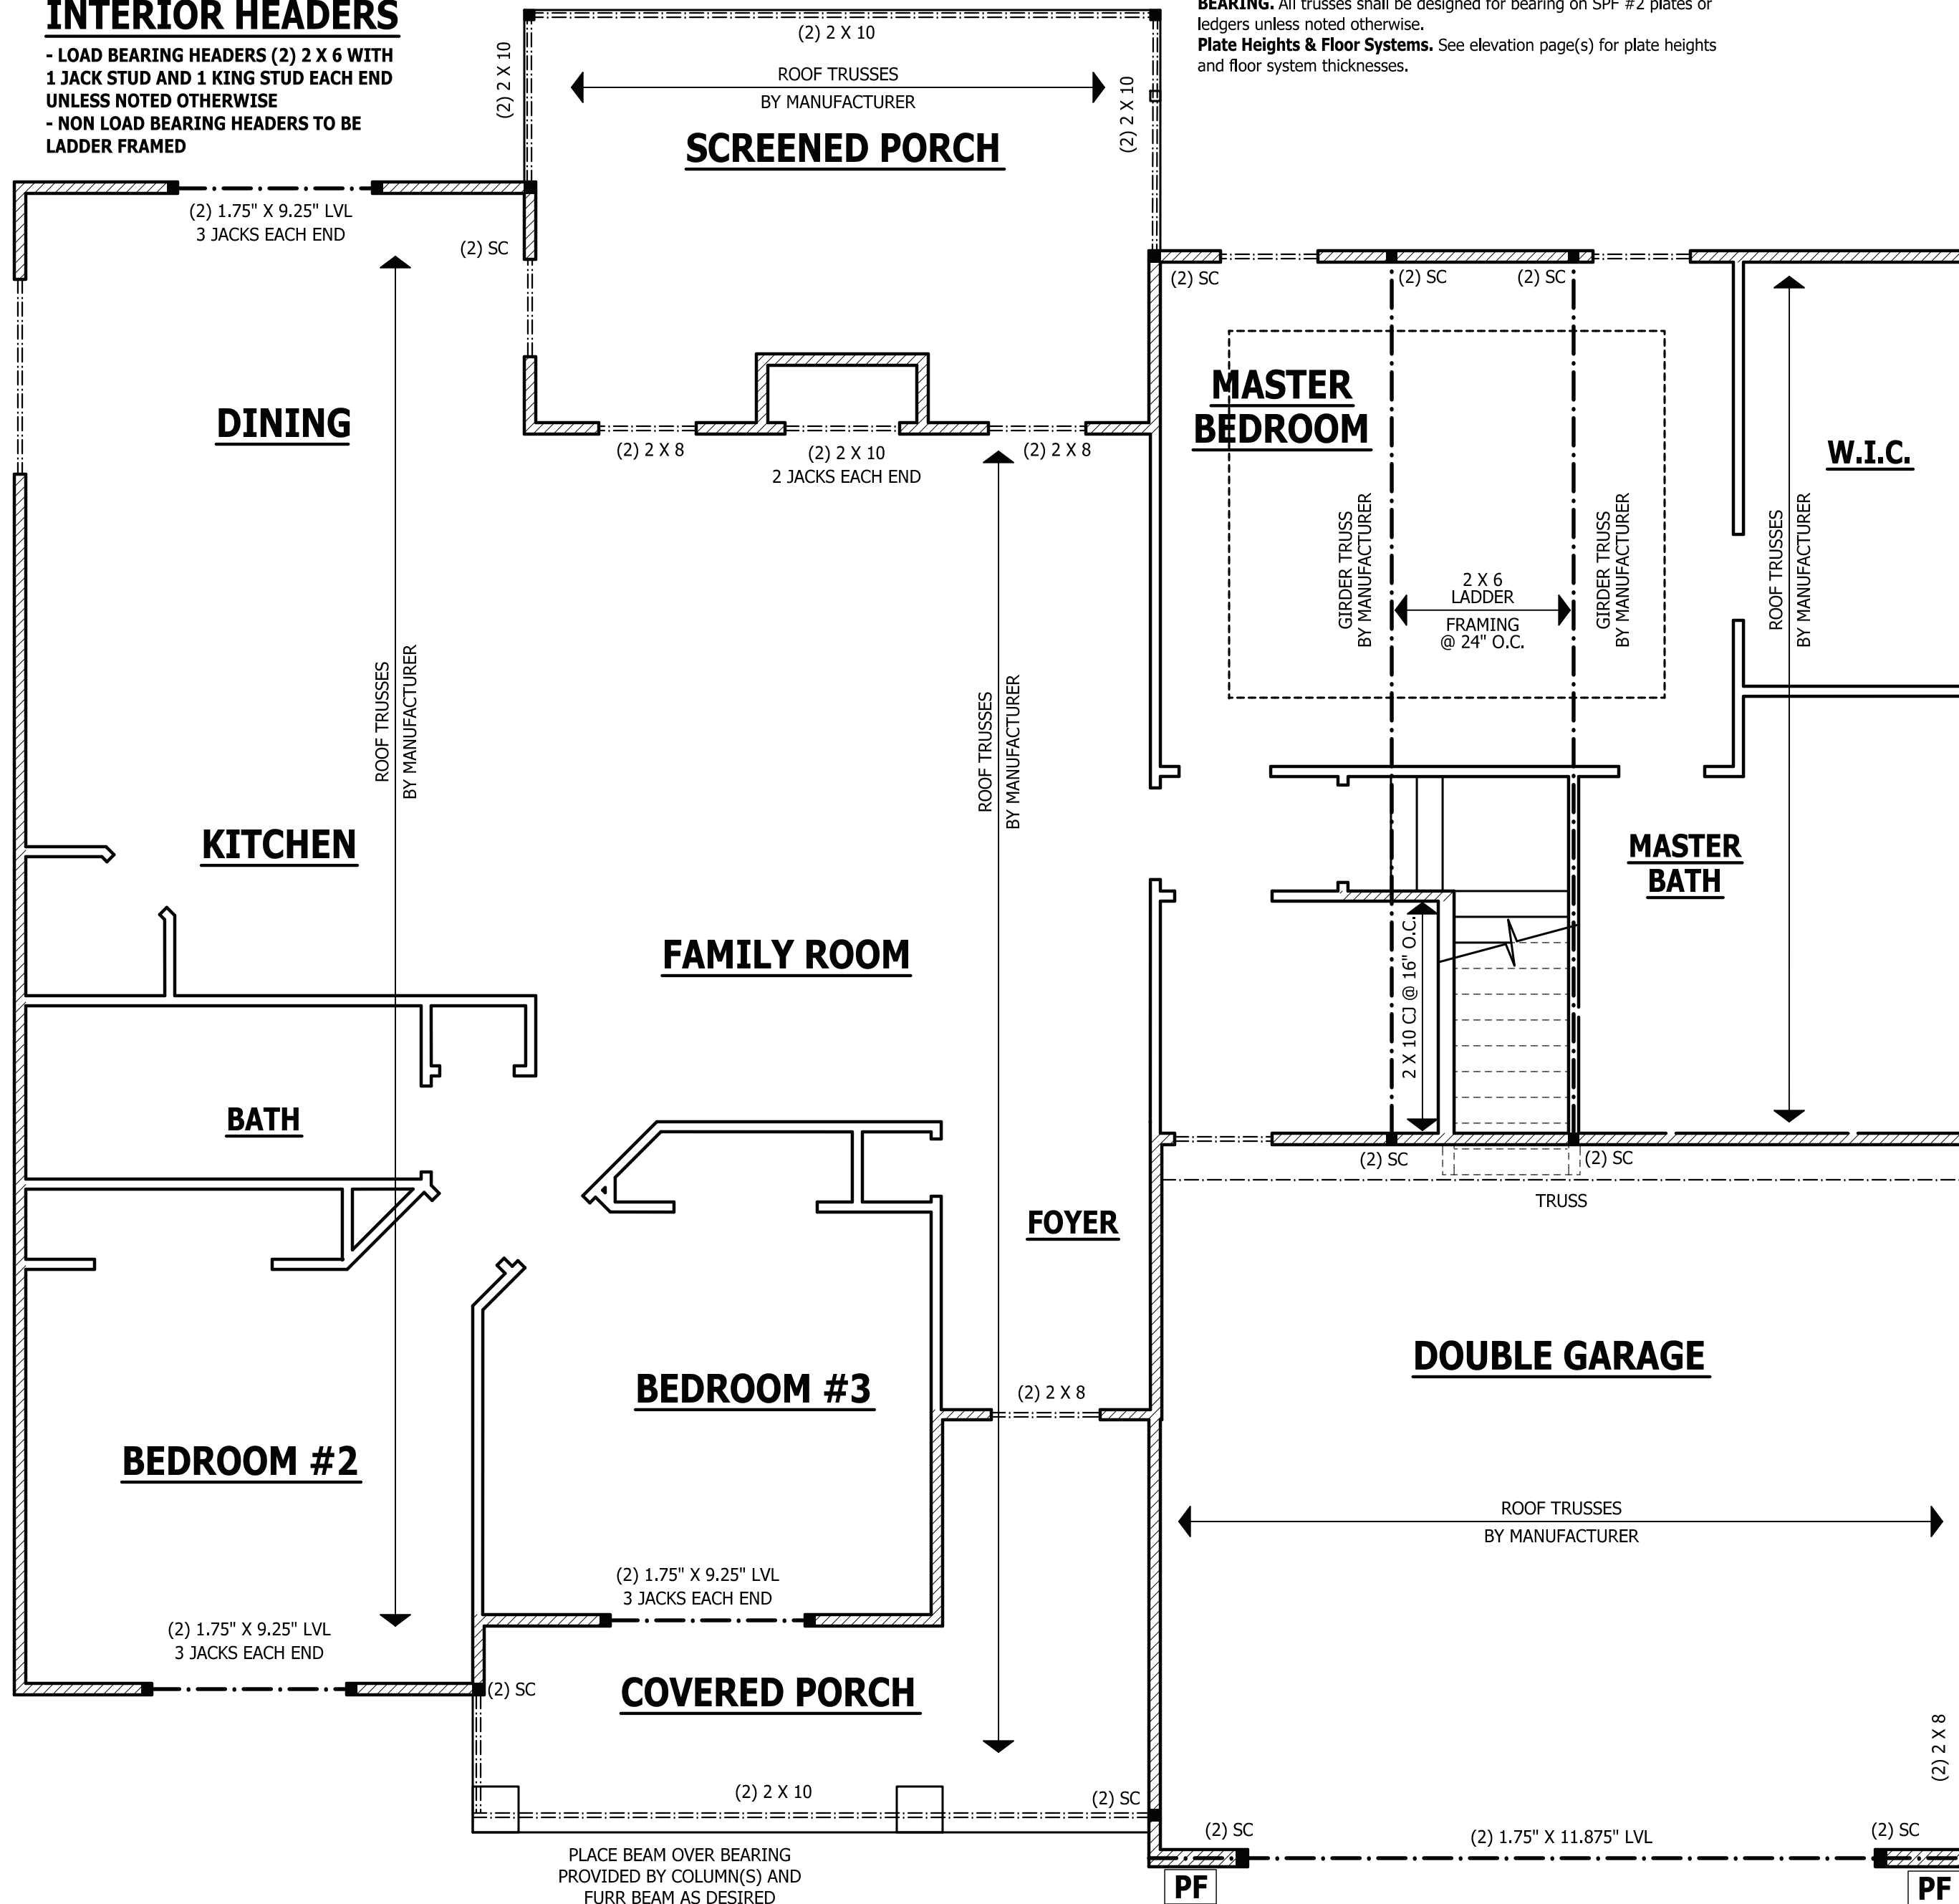 INTERIOR HEADERS
- LOAD BEARING HEADERS (2) 2 X 6 WITH
1 JACK STUD AND 1 KING STUD EACH END
UNLESS NOTED OTHERWISE
- NON LOAD BEARING HEADERS TO BE
LADDER FRAMED
BEARING. All trusses shall be designed for bearing on SPF #2 plates or
ledgers unless noted otherwise.
Plate Heights & Floor Systems. See elevation page(s) for plate heights
and floor system thicknesses.
(2) 2 X 10
(2) 2 X 10
(2) 2 X 10
ROOF TRUSSES
BY MANUFACTURER
SCREENED PORCH
(2) 1.75" X 9.25" LVL
3 JACKS EACH END
(2) SC
(2) SC
(2) SC
(2) SC
DINING
MASTER
BEDROOM
W.I.C.
(2) 2 X 8
(2) 2 X 10
2 JACKS EACH END
(2) 2 X 8
GIRDER TRUSS
BY MANUFACTURER
2 X 6
LADDER
FRAMING
@ 24" O.C.
GIRDER TRUSS
BY MANUFACTURER
ROOF TRUSSES
BY MANUFACTURER
ROOF TRUSSES
BY MANUFACTURER
ROOF TRUSSES
BY MANUFACTURER
KITCHEN
MASTER
BATH
FAMILY ROOM
2 X 10 CJ @ 16" O.C.
BATH
(2) SC
(2) SC
TRUSS
FOYER
DOUBLE GARAGE
BEDROOM #3
(2) 2 X 8
BEDROOM #2
ROOF TRUSSES
BY MANUFACTURER
(2) 1.75" X 9.25" LVL
3 JACKS EACH END
(2) 1.75" X 9.25" LVL
3 JACKS EACH END
(2) SC
COVERED PORCH
(2) 2 X 8
(2) 2 X 10
(2) SC
(2) SC
(2) 1.75" X 11.875" LVL
(2) SC
PLACE BEAM OVER BEARING
PROVIDED BY COLUMN(S) AND
FURR BEAM AS DESIRED
PF
PF